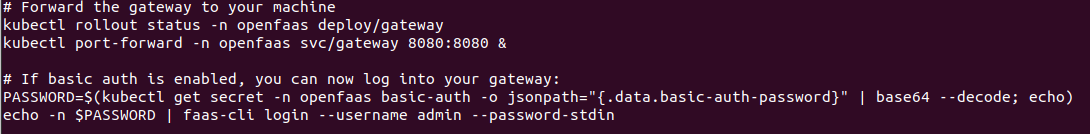 # Forward the gateway to your machine
kubectl rollout status -n openfaas deploy/gateway
kubectl port-forward -n openfaas svc/gateway 8080:8080 &
# If basic auth is enabled, you can now log into your gateway:
PASSWORD=$(kubectl get secret -n openfaas basic-auth -o jsonpath="{.data.basic-auth-password}" | base64 --decode; echo)
echo -n $PASSWORD | faas-cli login --username admin --password-stdin